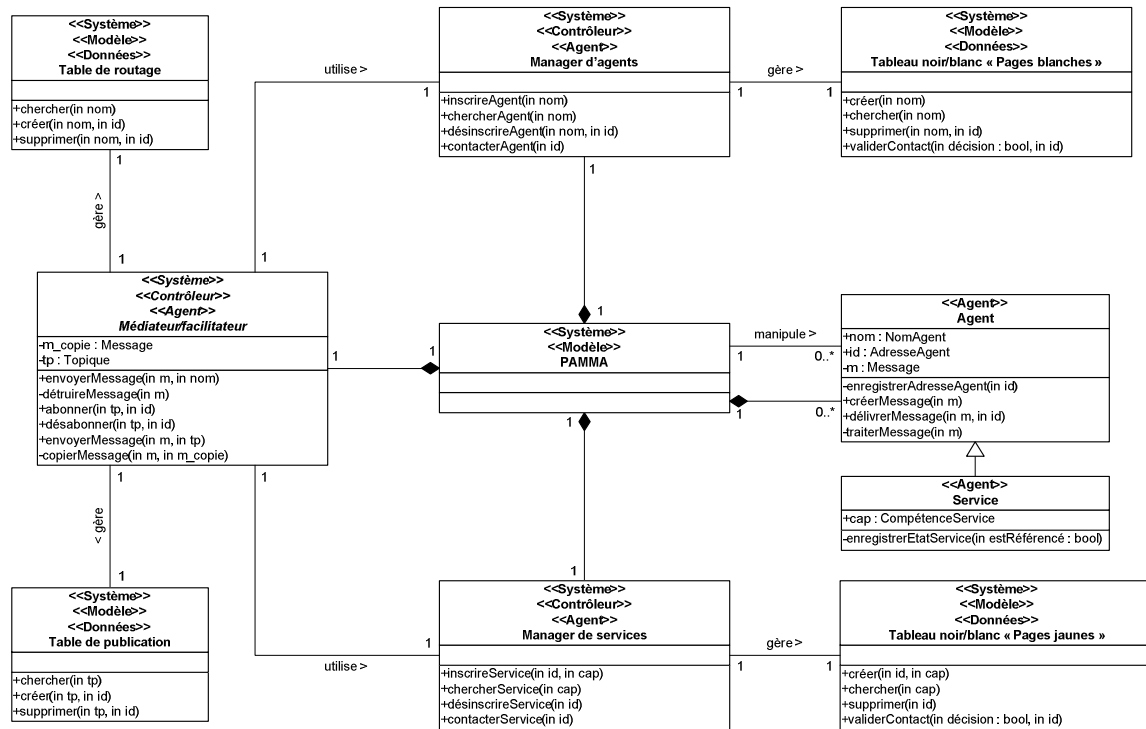 <<Système>>
<<Modèle>>
<<Données>>
Table de routage
+chercher(in nom)
+créer(in nom, in id)
+supprimer(in nom, in id)
1
gère >
1
utilise >
1
1
<<Système>>
<<Contrôleur>>
<<Agent>>
Manager d'agents
+inscrireAgent(in nom)
+chercherAgent(in nom)
+désinscrireAgent(in nom, in id)
+contacterAgent(in id)
gère >
1
1
<<Système>>
<<Modèle>>
<<Données>>
Tableau noir/blanc « Pages blanches »
+créer(in nom)
+chercher(in nom)
+supprimer(in nom, in id)
+validerContact(in décision : bool, in id)
1
1
<<Système>>
<<Contrôleur>>
<<Agent>>
Médiateur/facilitateur
-m_copie : Message
-tp : Topique
+envoyerMessage(in m, in nom)
-détruireMessage(in m)
+abonner(in tp, in id)
+désabonner(in tp, in id)
+envoyerMessage(in m, in tp)
-copierMessage(in m, in m_copie)
1
1
<<Système>>
<<Modèle>>
PAMMA
manipule >
1
0..*
1
0..*
<<Agent>>
Agent
+nom : NomAgent
+id : AdresseAgent
-m : Message
-enregistrerAdresseAgent(in id)
+créerMessage(in m)
+délivrerMessage(in m, in id)
-traiterMessage(in m)
<<Agent>>
Service
+cap : CompétenceService
-enregistrerEtatService(in estRéférencé : bool)
1
1
1
< gère
1
1
utilise >
1
<<Système>>
<<Modèle>>
<<Données>>
Table de publication
+chercher(in tp)
+créer(in tp, in id)
+supprimer(in tp, in id)
<<Système>>
<<Contrôleur>>
<<Agent>>
Manager de services
+inscrireService(in id, in cap)
+chercherService(in cap)
+désinscrireService(in id)
+contacterService(in id)
gère >
1
1
<<Système>>
<<Modèle>>
<<Données>>
Tableau noir/blanc « Pages jaunes »
+créer(in id, in cap)
+chercher(in cap)
+supprimer(in id)
+validerContact(in décision : bool, in id)